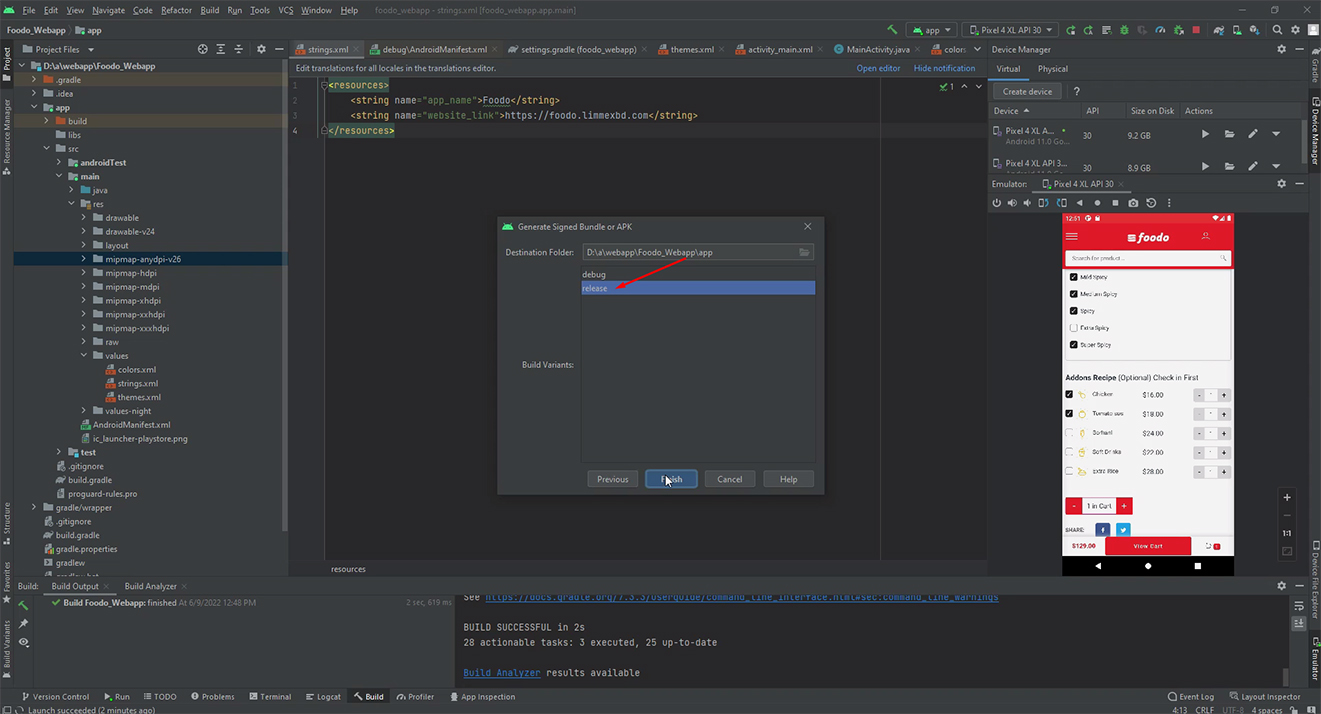 File Edit View Navigate Code Refactor Build Run Tools VCS Window Help foodo_webapp - strings.xml [foodo_webapp.app.main]
Foodo_Webapp app
app Pixel 4 XL API 30
Project Files
strings.xml debug\AndroidManifest.xml settings.gradle (foodo_webapp) themes.xml activity_main.xml MainActivity.java colors
Device Manager
Edit translations for all locales in the translations editor. Open editor Hide notification
Virtual Physical
Create device ?
Device API Size on Disk Actions
Pixel 4 XL A... 30 9.2 GB
Android 11.0 Go...
Pixel 4 XL API 3... 30 8.9 GB
Emulator: Pixel 4 XL API 30
1 <resources>
2 <string name="app_name">Foodo</string>
3 <string name="website_link">https://foodo.limmexbd.com</string>
4 </resources>
1
D:\a\webapp\Foodo_Webapp
.gradle
.idea
app
build
libs
src
androidTest
main
java
res
drawable
drawable-v24
layout
mipmap-anydpi-v26
mipmap-hdpi
mipmap-mdpi
mipmap-xhdpi
mipmap-xxhdpi
mipmap-xxxhdpi
raw
values
colors.xml
strings.xml
themes.xml
values-night
AndroidManifest.xml
ic_launcher-playstore.png
test
.gitignore
build.gradle
proguard-rules.pro
gradle/wrapper
.gitignore
build.gradle
gradle.properties
gradlew
Generate Signed Bundle or APK
Destination Folder: D:\a\webapp\Foodo_Webapp\app
debug
release
Build Variants:
Previous Finish Cancel Help
12:51
foodo
Search for product...
Mild Spicy
Medium Spicy
Spicy
Extra Spicy
Super Spicy
Addons Recipe (Optional) Check in First
Chicken $16.00 - +
$18.00 - +
$24.00 - +
Soft Drinks $22.00 - +
Extra Rice $28.00 - +
- 1 in Cart +
SHARE:
$129.00 View Cart
1:1
resources
Build: Build Output Build Analyzer
Build Foodo_Webapp: finished At 6/9/2022 12:48 PM 2 sec, 619 ms
See https://docs.gradle.org/7.3.3/userguide/command_line_interface.html#sec:command_line_warnings
BUILD SUCCESSFUL in 2s
28 actionable tasks: 3 executed, 25 up-to-date
Build Analyzer results available
Version Control Run TODO Problems Terminal Logcat Build Profiler App Inspection Event Log Layout Inspector
Launch succeeded (2 minutes ago) 4:13 CRLF UTF-8 4 spaces
Project
Resource Manager
Structure
Favorites
Build Variants
Gradle
Device Manager
Device File Explorer
Emulator